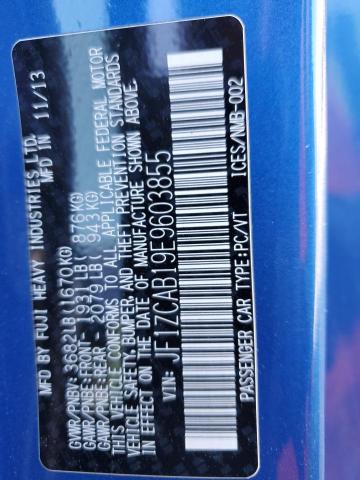 MFD BY FUJI HEAVY INDUSTRIES LTD.
MFD IN 11/13
GVWR/PNBV: 3682LB(1670KG)
GAWR/PNBE:FRONT - 1931LB( 876KG)
GAWR/PNBE:REAR - 2079LB( 943KG)
THIS VEHICLE CONFORMS TO ALL APPLICABLE FEDERAL MOTOR
VEHICLE SAFETY,BUMPER, AND THEFT PREVENTION STANDARDS
IN EFFECT ON THE DATE OF MANUFACTURE SHOWN ABOVE.
VIN: JF1ZCAB19E9603855
PASSENGER CAR TYPE:PC/VT ICES/NMB-002